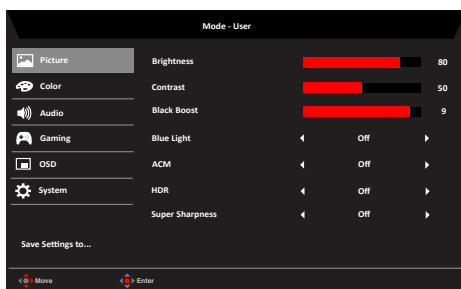 Mode - User
Picture
Brightness 80
Color
Contrast 50
Audio
Black Boost 9
Gaming
Blue Light Off
OSD
ACM Off
System
HDR Off
Super Sharpness Off
Save Settings to...
Move Enter